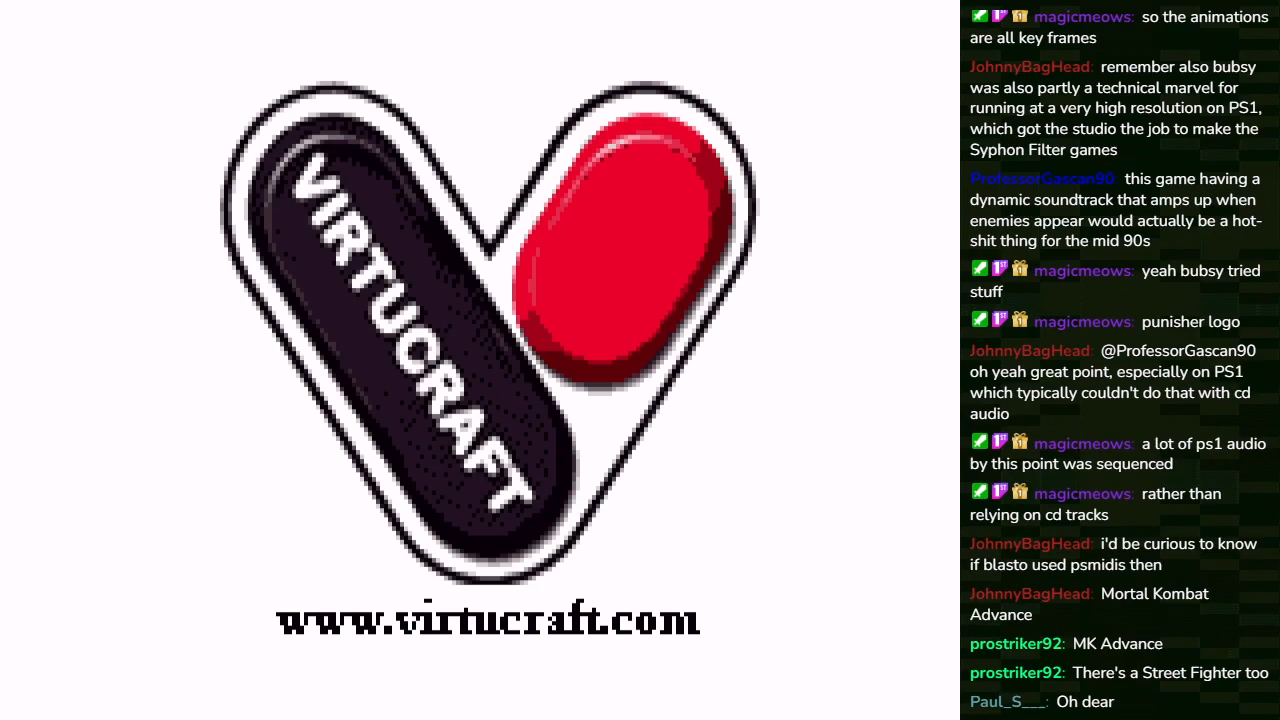 VIRTUCRAFT
www.virtucraft.com
magicmeows: so the animations
are all key frames
JohnnyBagHead: remember also bubsy
was also partly a technical marvel for
running at a very high resolution on PS1,
which got the studio the job to make the
Syphon Filter games
ProfessorGascan90: this game having a
dynamic soundtrack that amps up when
enemies appear would actually be a hot-
shit thing for the mid 90s
magicmeows: yeah bubsy tried
stuff
magicmeows: punisher logo
JohnnyBagHead: @ProfessorGascan90
oh yeah great point, especially on PS1
which typically couldn't do that with cd
audio
magicmeows: a lot of ps1 audio
by this point was sequenced
magicmeows: rather than
relying on cd tracks
JohnnyBagHead: i'd be curious to know
if blasto used psmidis then
JohnnyBagHead: Mortal Kombat
Advance
prostriker92: MK Advance
prostriker92: There's a Street Fighter too
Paul_S___: Oh dear